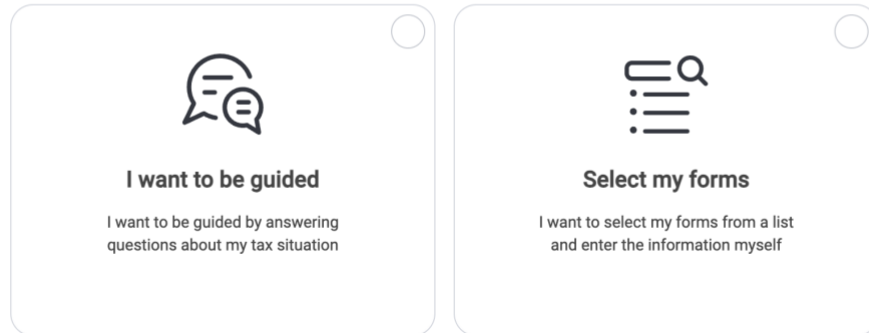 I want to be guided
I want to be guided by answering
questions about my tax situation
Select my forms
I want to select my forms from a list
and enter the information myself